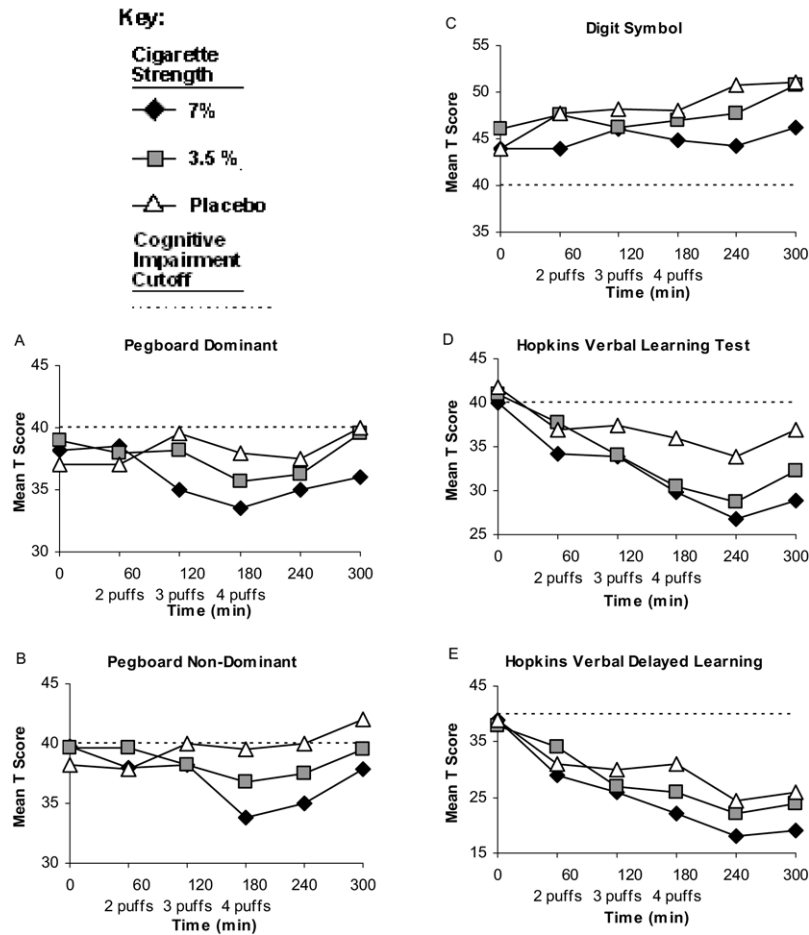 Key:
Cigarette
Strength
7%
3.5 %
Placebo
Cognitive
Impairment
Cutoff
C
Digit Symbol
Mean T Score
55
50
45
40
35
0 60 120 180 240 300
2 puffs 3 puffs 4 puffs
Time (min)
A
Pegboard Dominant
Mean T Score
45
40
35
30
0 60 120 180 240 300
2 puffs 3 puffs 4 puffs
Time (min)
D
Hopkins Verbal Learning Test
Mean T Score
45
40
35
30
25
0 60 120 180 240 300
2 puffs 3 puffs 4 puffs
Time (min)
B
Pegboard Non-Dominant
Mean T Score
45
40
35
30
0 60 120 180 240 300
2 puffs 3 puffs 4 puffs
Time (min)
E
Hopkins Verbal Delayed Learning
Mean T Score
45
35
25
15
0 60 120 180 240 300
2 puffs 3 puffs 4 puffs
Time (min)